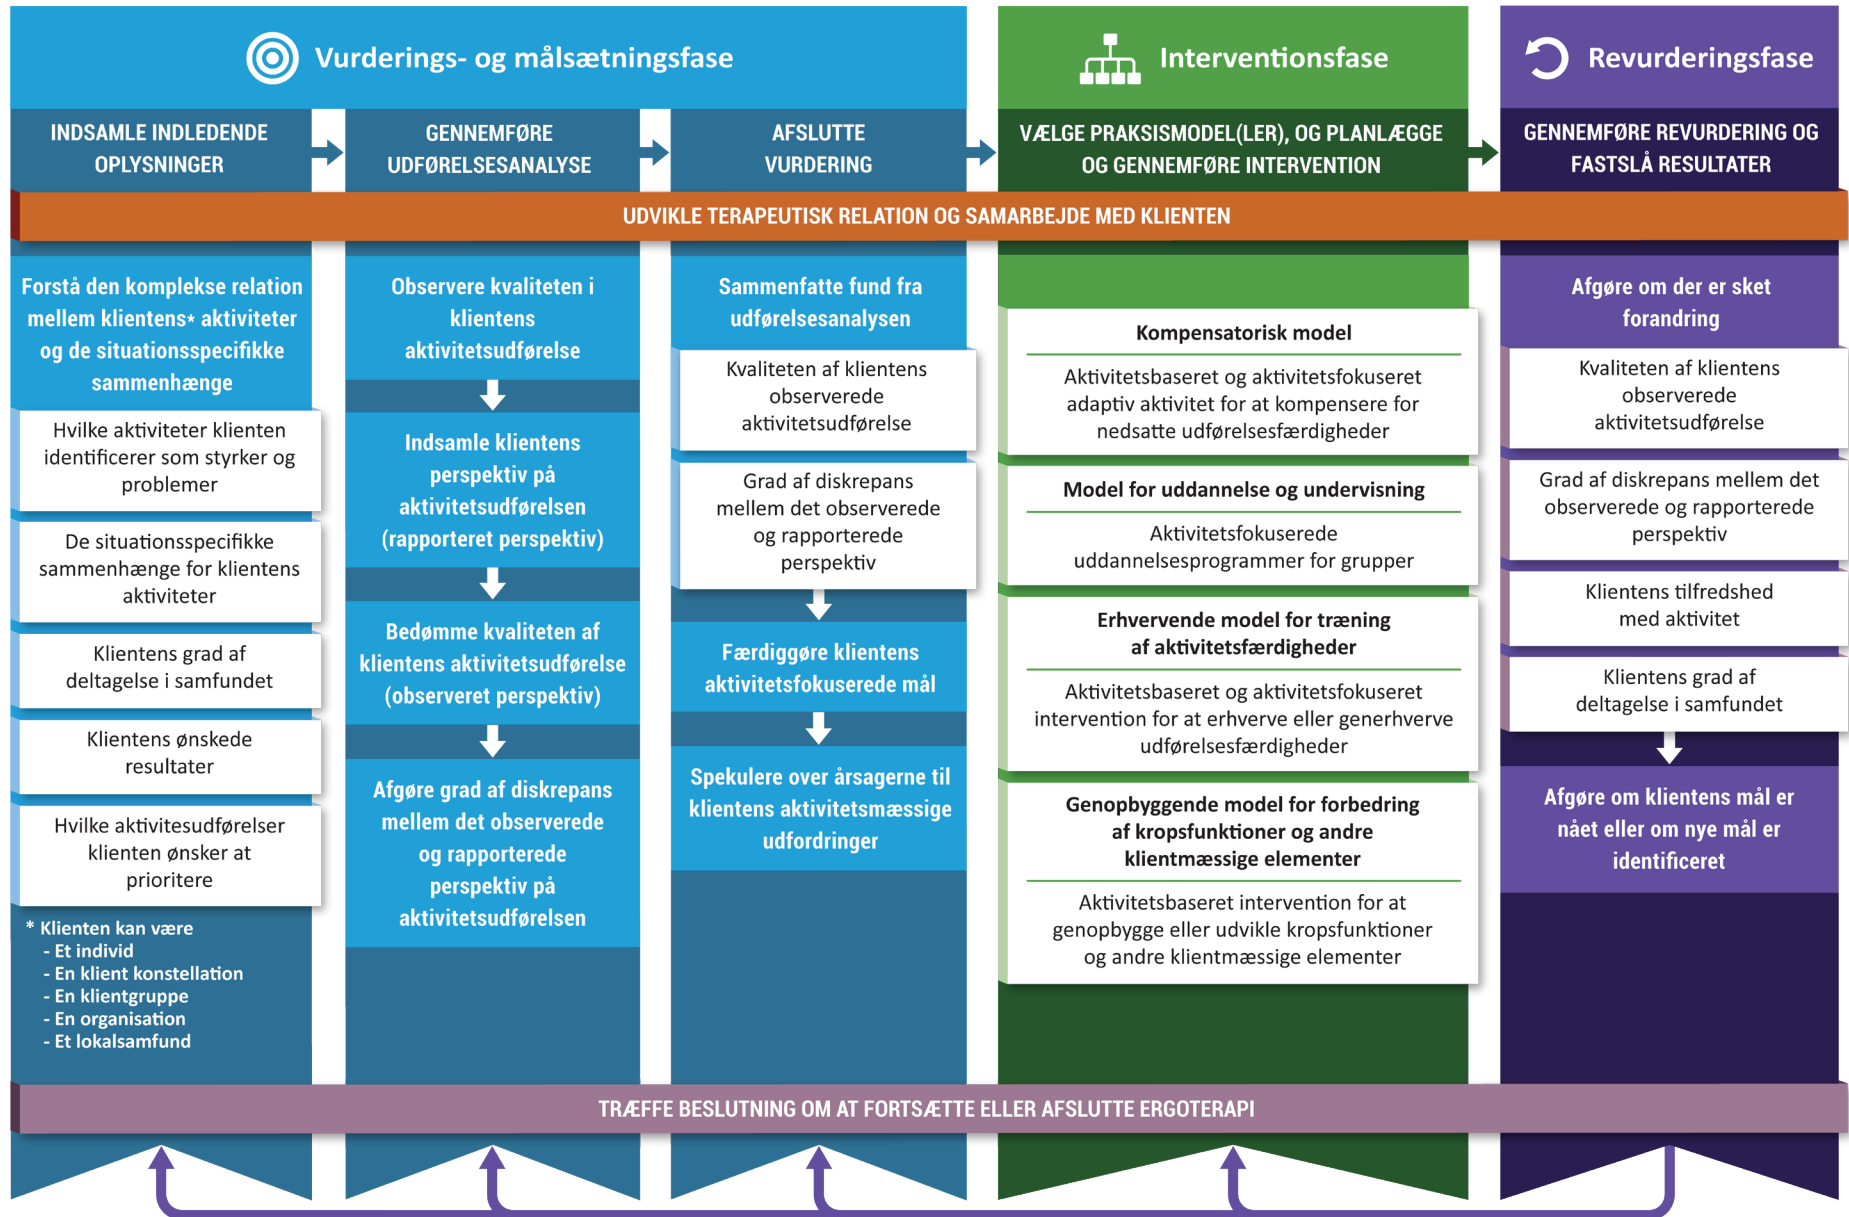 Vurderings- og målsætningsfase
INDSAMLE INDLEDENDE
OPLYSNINGER
GENNEMFØRE
UDFØRELSESANALYSE
AFSLUTTE
VURDERING
Interventionsfase
VÆLGE PRAKSISMODEL(LER), OG PLANLÆGGE
OG GENNEMFØRE INTERVENTION
Revurderingsfase
GENNEMFØRE REVURDERING OG
FASTSLÅ RESULTATER
UDVIKLE TERAPEUTISK RELATION OG SAMARBEJDE MED KLIENTEN
Forstå den komplekse relation
mellem klientens* aktiviteter
og de situationsspecifikke
sammenhænge
Hvilke aktiviteter klienten
identificerer som styrker og
problemer
De situationsspecifikke
sammenhænge for klientens
aktiviteter
Klientens grad af
deltagelse i samfundet
Klientens ønskede
resultater
Hvilke aktivitesudførelser
klienten ønsker at
prioritere
* Klienten kan være
- Et individ
- En klient konstellation
- En klientgruppe
- En organisation
- Et lokalsamfund
Observere kvaliteten i
klientens
aktivitetsudførelse
Indsamle klientens
perspektiv på
aktivitetsudførelsen
(rapporteret perspektiv)
Bedømme kvaliteten af
klientens aktivitetsudførelse
(observeret perspektiv)
Afgøre grad af diskrepans
mellem det observerede
og rapporterede
perspektiv på
aktivitetsudførelsen
Sammenfatte fund fra
udførelsesanalysen
Kvaliteten af klientens
observerede
aktivitetsudførelse
Grad af diskrepans
mellem det observerede
og rapporterede
perspektiv
Færdiggøre klientens
aktivitetsfokuserede mål
Spekulere over årsagerne til
klientens aktivitetsmæssige
udfordringer
Kompensatorisk model
Aktivitetsbaseret og aktivitetsfokuseret
adaptiv aktivitet for at kompensere for
nedsatte udførelsesfærdigheder
Model for uddannelse og undervisning
Aktivitetsfokuserede
uddannelsesprogrammer for grupper
Erhvervende model for træning
af aktivitetsfærdigheder
Aktivitetsbaseret og aktivitetsfokuseret
intervention for at erhverve eller generhverve
udførelsesfærdigheder
Genopbyggende model for forbedring
af kropsfunktioner og andre
klientmæssige elementer
Aktivitetsbaseret intervention for at
genopbygge eller udvikle kropsfunktioner
og andre klientmæssige elementer
Afgøre om der er sket
forandring
Kvaliteten af klientens
observerede
aktivitetsudførelse
Grad af diskrepans mellem det
observerede og rapporterede
perspektiv
Klientens tilfredshed
med aktivitet
Klientens grad af
deltagelse i samfundet
Afgøre om klientens mål er
nået eller om nye mål er
identificeret
TRÆFFE BESLUTNING OM AT FORTSÆTTE ELLER AFSLUTTE ERGOTERAPI